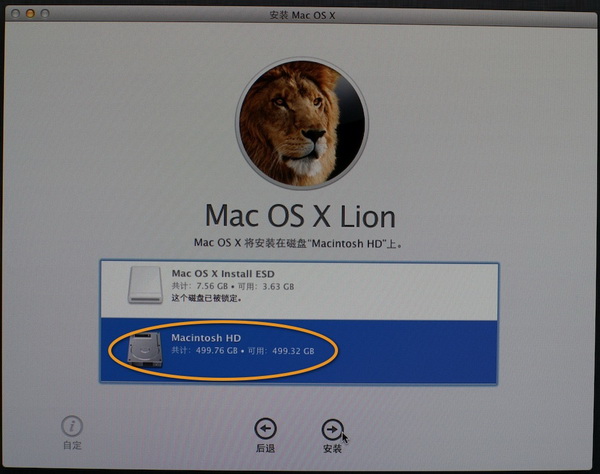 安装 Mac OS X
Mac OS X Lion
Mac OS X 将安装在磁盘“Macintosh HD”上。
Mac OS X Install ESD
共计：7.56 GB • 可用：3.63 GB
这个磁盘已被锁定。
Macintosh HD
共计：499.76 GB • 可用：499.32 GB
自定
后退
安装